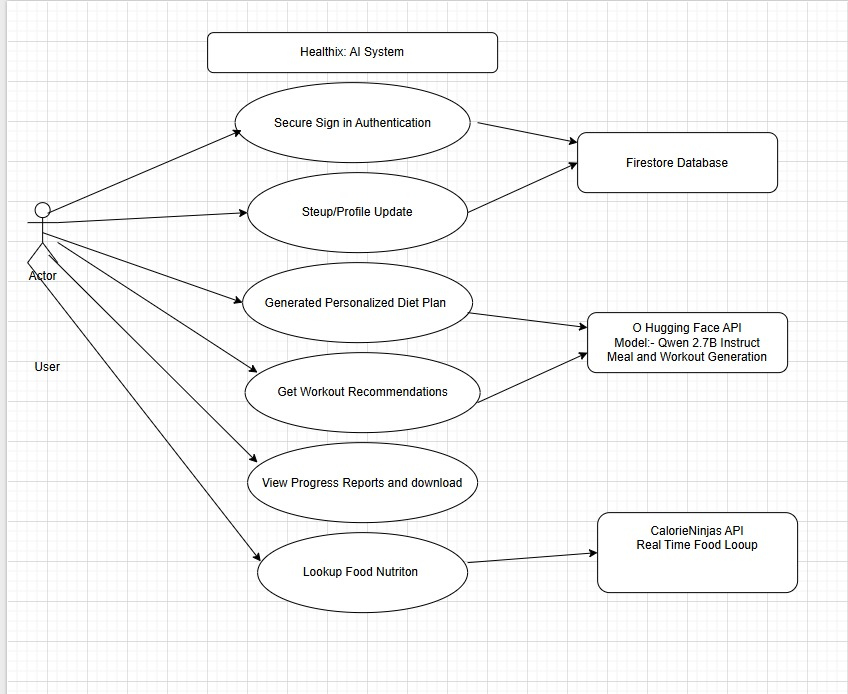 Healthix: AI System
Secure Sign in Authentication
Firestore Database
Steup/Profile Update
Actor
Generated Personalized Diet Plan
O Hugging Face API
Model:- Qwen 2.7B Instruct
Meal and Workout Generation
User
Get Workout Recommendations
View Progress Reports and download
CalorieNinjas API
Real Time Food Looup
Lookup Food Nutriton